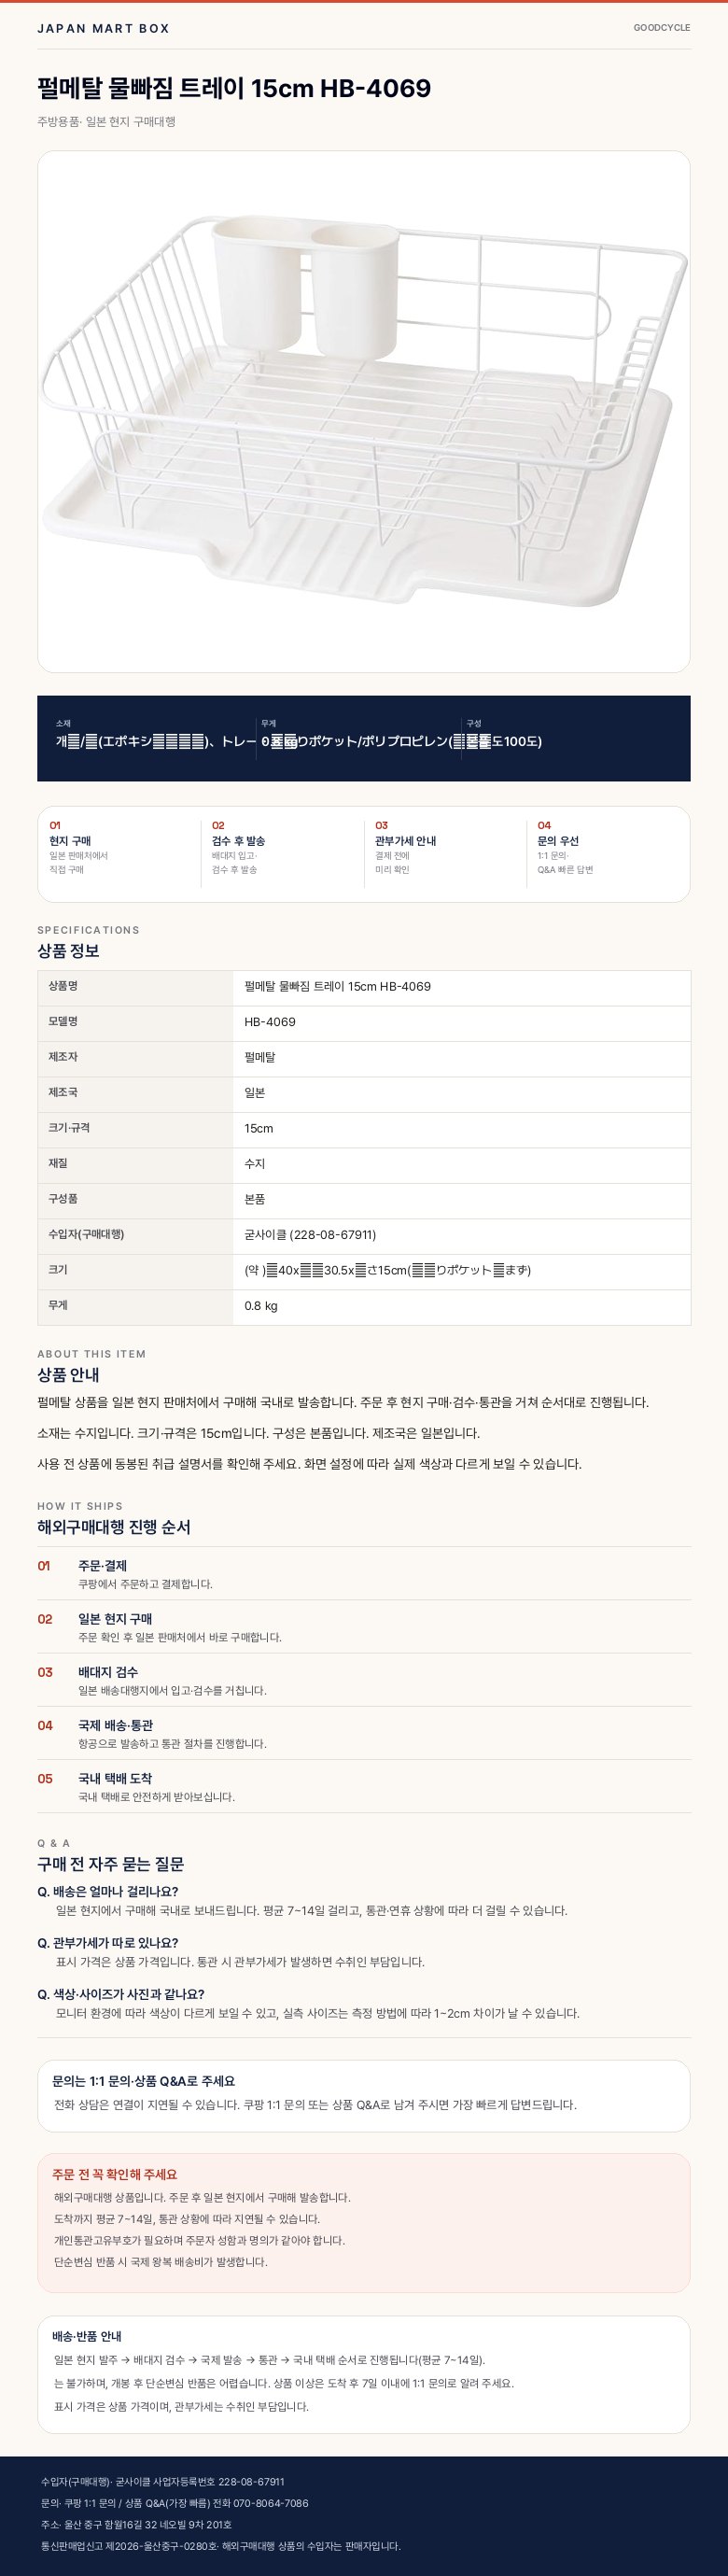 JAPAN MART BOX
GOODCYCLE
펄메탈 물빠짐 트레이 15cm HB-4069
주방용품· 일본 현지 구매대행
소재
무게
구성
01
현지 구매
일본 판매처에서
직접 구매
02
검수 후 발송
배대지 입고·
검수 후 발송
03
관부가세 안내
결제 전에
미리 확인
04
문의 우선
1:1 문의·
Q&A 빠른 답변
SPECIFICATIONS
상품 정보
상품명 펄메탈 물빠짐 트레이 15cm HB-4069
모델명 HB-4069
제조자 펄메탈
제조국 일본
크기·규격 15cm
재질 수지
구성품 본품
수입자(구매대행) 굳사이클 (228-08-67911)
크기
무게 0.8 kg
ABOUT THIS ITEM
상품 안내
펄메탈 상품을 일본 현지 판매처에서 구매해 국내로 발송합니다. 주문 후 현지 구매·검수·통관을 거쳐 순서대로 진행됩니다.
소재는 수지입니다. 크기·규격은 15cm입니다. 구성은 본품입니다. 제조국은 일본입니다.
사용 전 상품에 동봉된 취급 설명서를 확인해 주세요. 화면 설정에 따라 실제 색상과 다르게 보일 수 있습니다.
HOW IT SHIPS
해외구매대행 진행 순서
01 주문·결제
쿠팡에서 주문하고 결제합니다.
02 일본 현지 구매
주문 확인 후 일본 판매처에서 바로 구매합니다.
03 배대지 검수
일본 배송대행지에서 입고·검수를 거칩니다.
04 국제 배송·통관
항공으로 발송하고 통관 절차를 진행합니다.
05 국내 택배 도착
국내 택배로 안전하게 받아보십니다.
Q & A
구매 전 자주 묻는 질문
Q. 배송은 얼마나 걸리나요?
일본 현지에서 구매해 국내로 보내드립니다. 평균 7~14일 걸리고, 통관·연휴 상황에 따라 더 걸릴 수 있습니다.
Q. 관부가세가 따로 있나요?
표시 가격은 상품 가격입니다. 통관 시 관부가세가 발생하면 수취인 부담입니다.
Q. 색상·사이즈가 사진과 같나요?
모니터 환경에 따라 색상이 다르게 보일 수 있고, 실측 사이즈는 측정 방법에 따라 1~2cm 차이가 날 수 있습니다.
문의는 1:1 문의·상품 Q&A로 주세요
전화 상담은 연결이 지연될 수 있습니다. 쿠팡 1:1 문의 또는 상품 Q&A로 남겨 주시면 가장 빠르게 답변드립니다.
주문 전 꼭 확인해 주세요
해외구매대행 상품입니다. 주문 후 일본 현지에서 구매해 발송합니다.
도착까지 평균 7~14일, 통관 상황에 따라 지연될 수 있습니다.
개인통관고유부호가 필요하며 주문자 성함과 명의가 같아야 합니다.
단순변심 반품 시 국제 왕복 배송비가 발생합니다.
배송·반품 안내
일본 현지 발주 → 배대지 검수 → 국제 발송 → 통관 → 국내 택배 순서로 진행됩니다(평균 7~14일).
는 불가하며, 개봉 후 단순변심 반품은 어렵습니다. 상품 이상은 도착 후 7일 이내에 1:1 문의로 알려 주세요.
표시 가격은 상품 가격이며, 관부가세는 수취인 부담입니다.
수입자(구매대행)· 굳사이클 사업자등록번호 228-08-67911
문의· 쿠팡 1:1 문의 / 상품 Q&A(가장 빠름) 전화 070-8064-7086
주소· 울산 중구 함월16길 32 네오빌 9차 201호
통신판매업신고 제2026-울산중구-0280호· 해외구매대행 상품의 수입자는 판매자입니다.